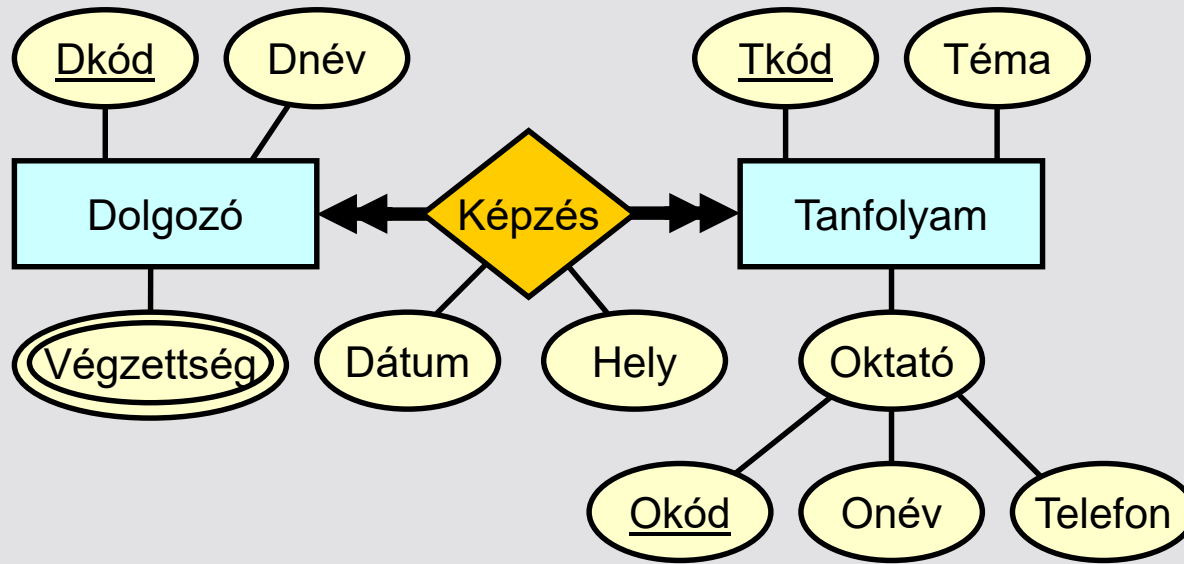 Dkód
Dnév
Tkód
Téma
Dolgozó
Képzés
Tanfolyam
Végzettség
Dátum
Hely
Oktató
Okód
Onév
Telefon